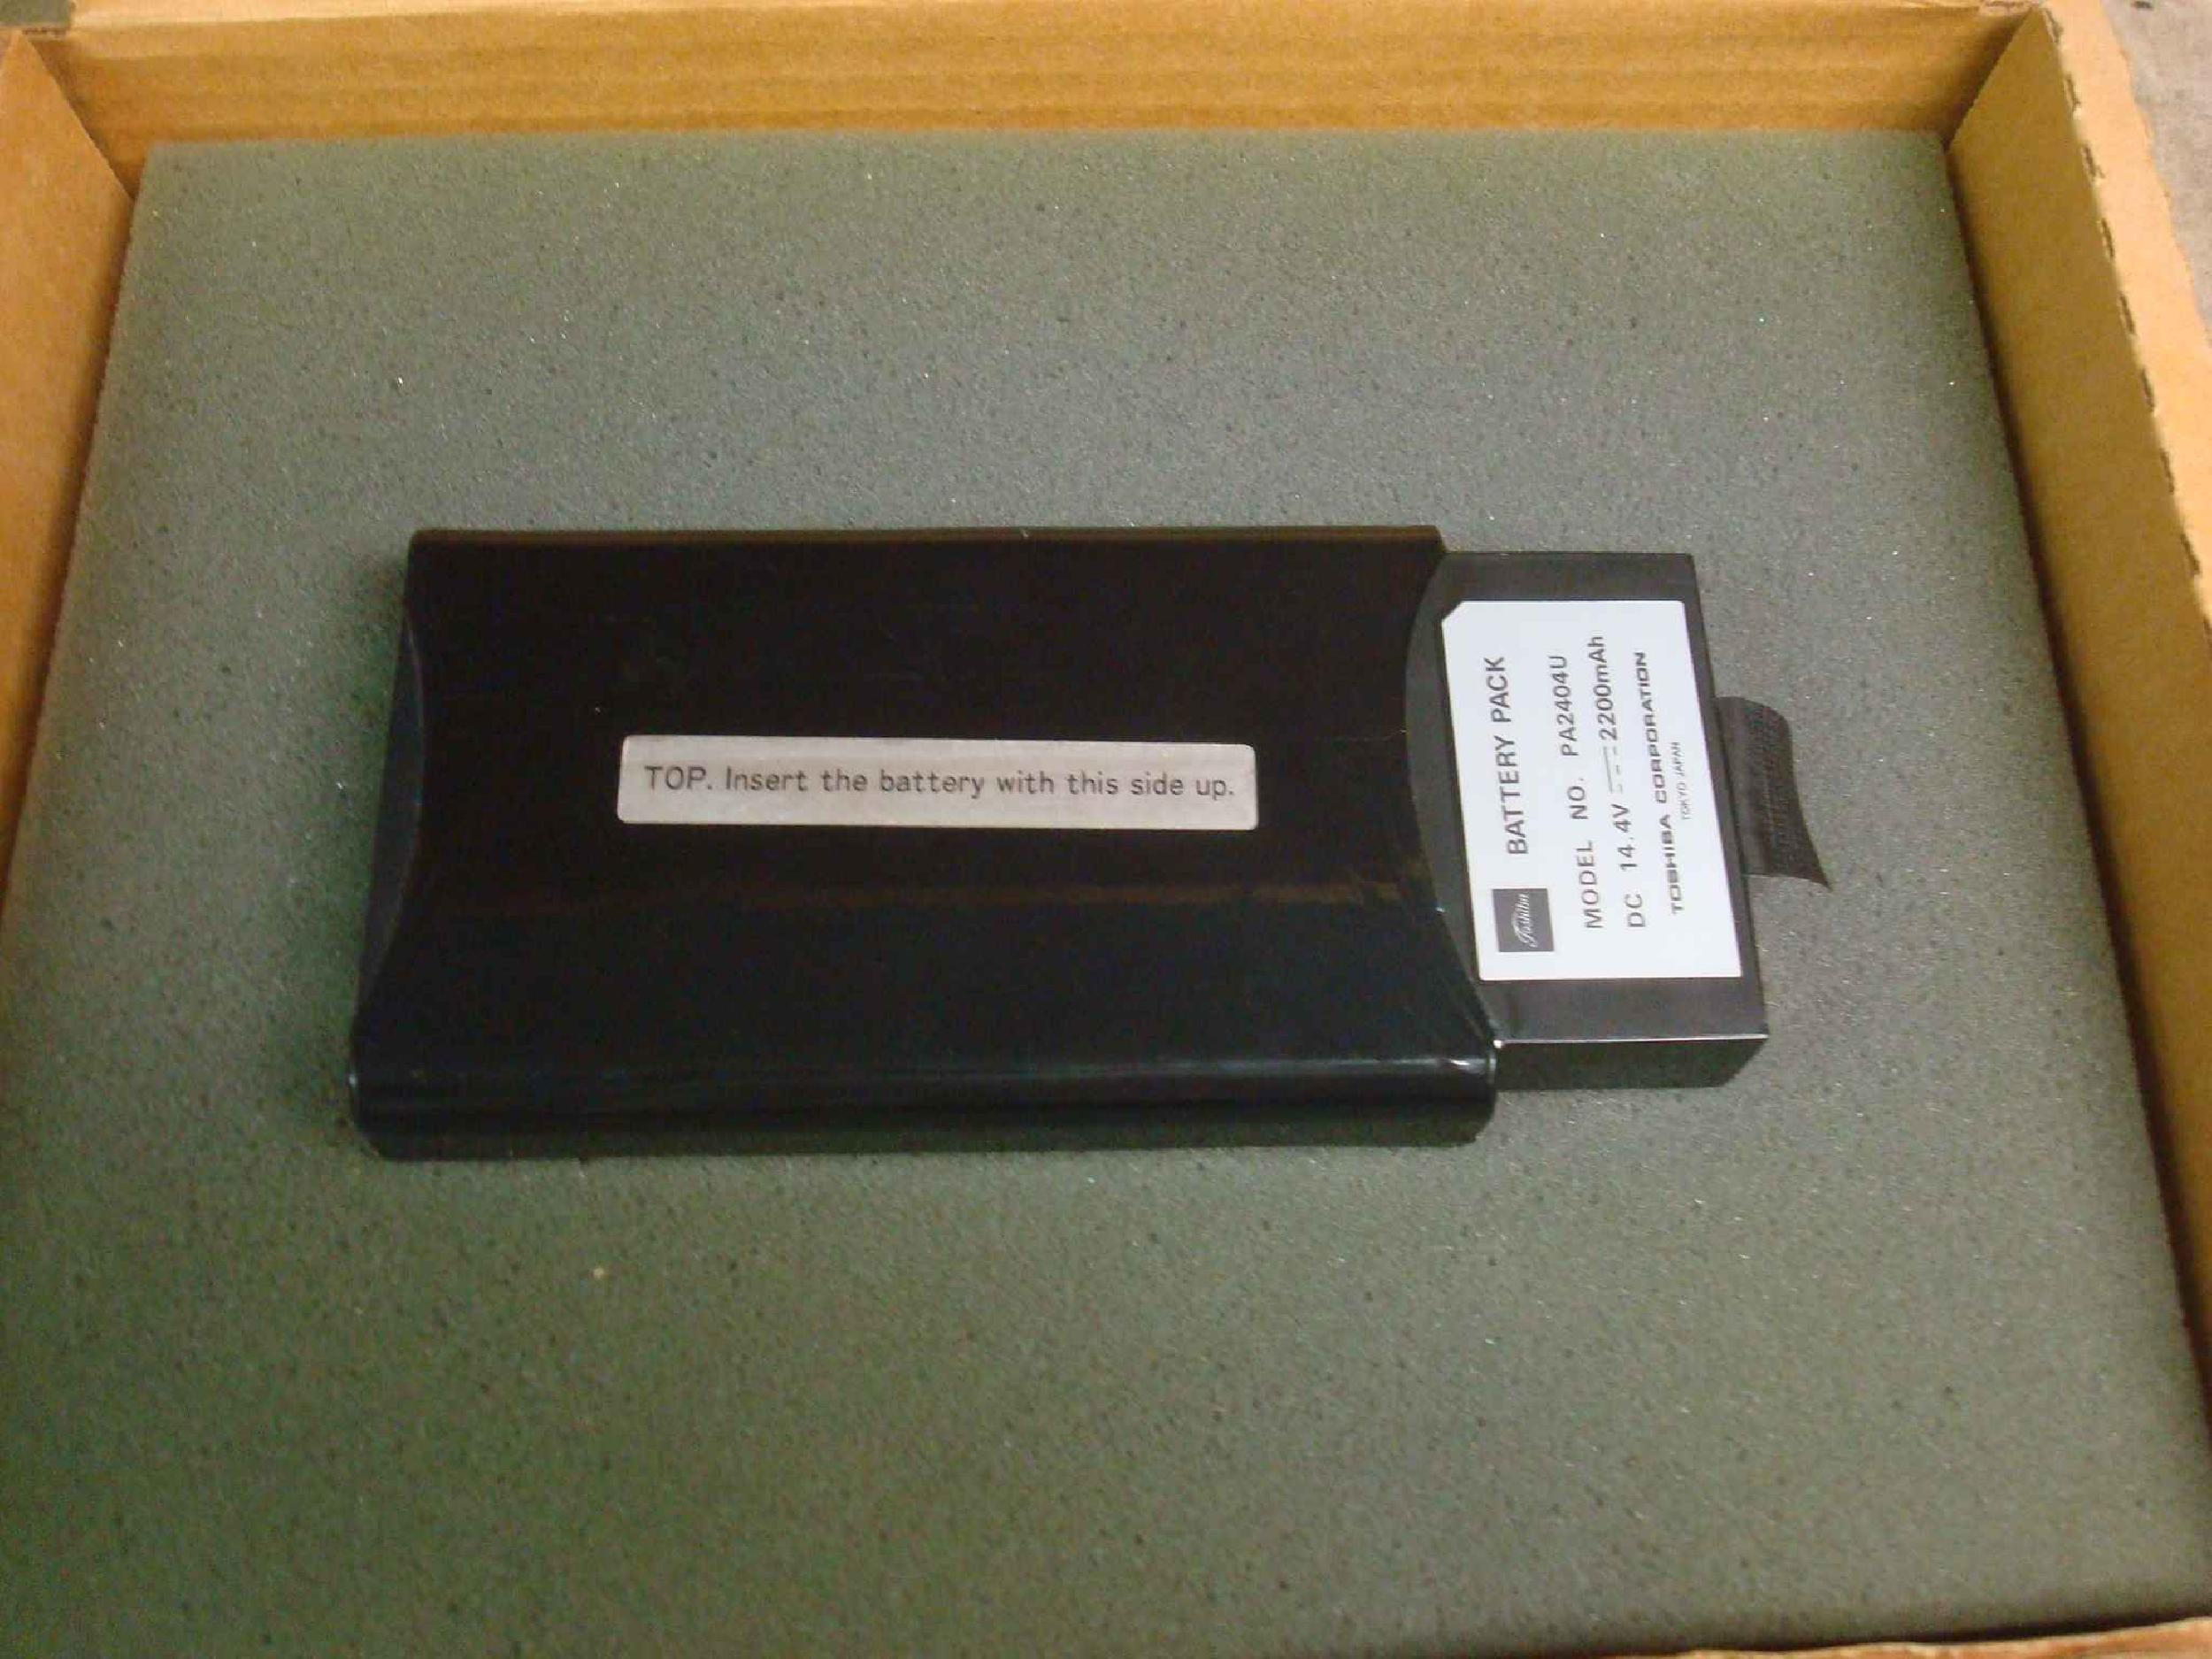 TOP. Insert the battery with this side up.
Toshiba BATTERY PACK
MODEL NO. PA2404U
DC 14.4V 2200mAh
TOSHIBA CORPORATION
TOKYO JAPAN